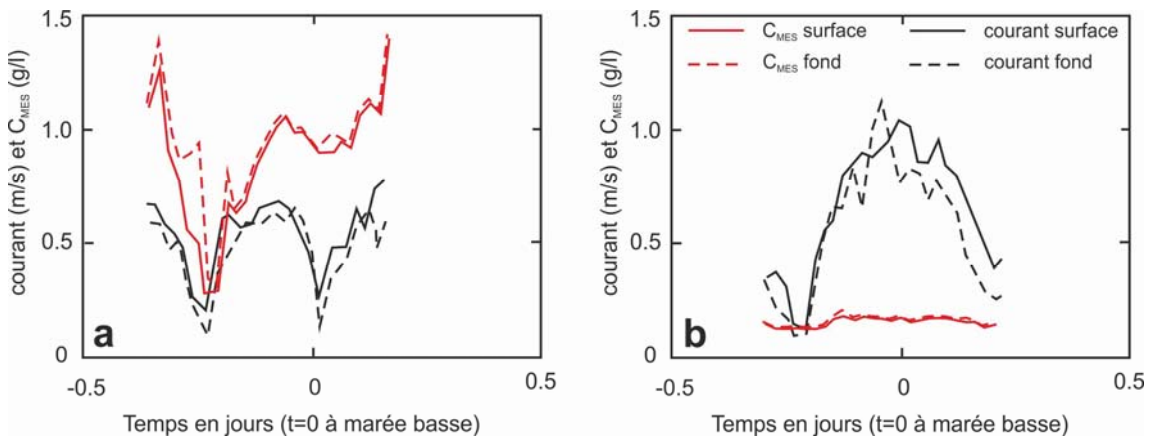 courant (m/s) et CMES (g/l)
1.5
1.0
0.5
0
a
-0.5
0
0.5
Temps en jours (t=0 à marée basse)
courant (m/s) et CMES (g/l)
1.5
1.0
0.5
0
CMES surface
courant surface
CMES fond
courant fond
b
-0.5
0
0.5
Temps en jours (t=0 à marée basse)